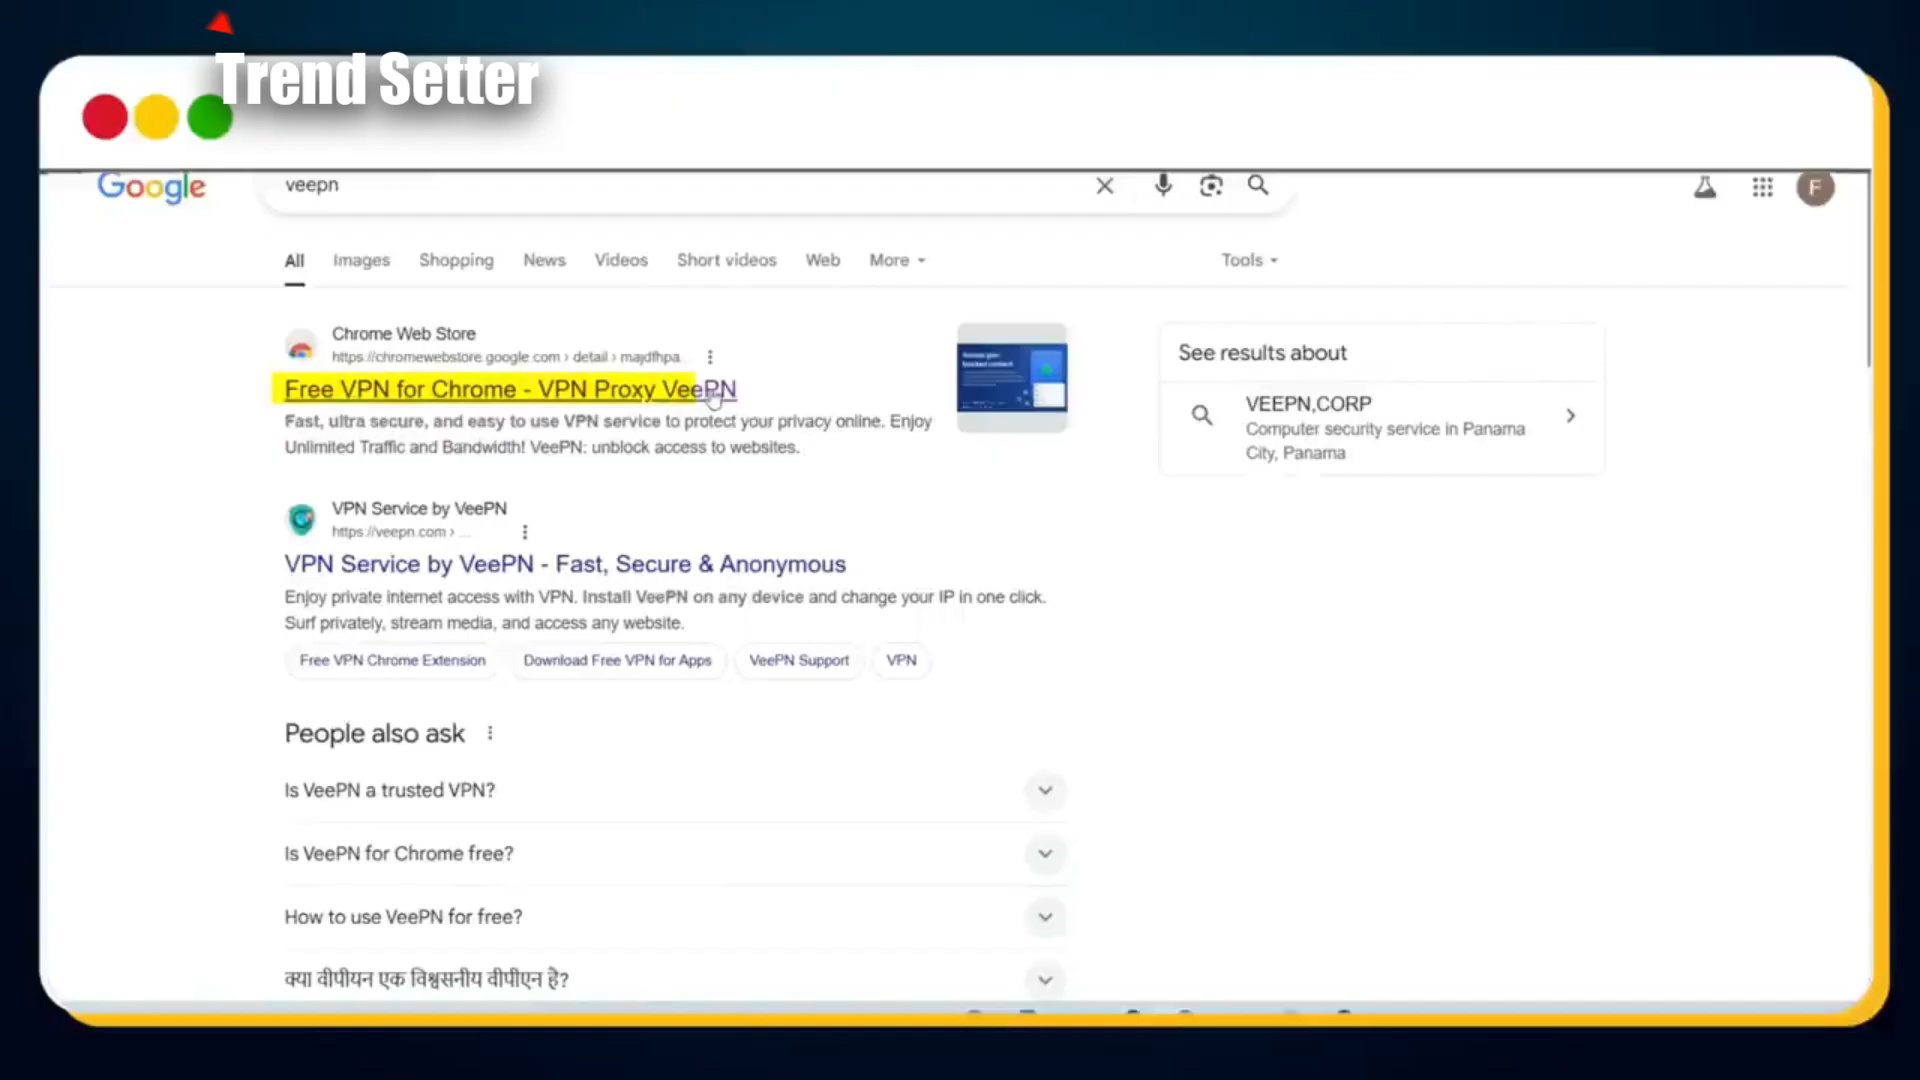 Trend Setter
Google
veepn
F
All
Images
Shopping
News
Videos
Short videos
Web
More
Tools
Chrome Web Store
https://chromewebstore.google.com › detail › majdfhpa...
Free VPN for Chrome - VPN Proxy VeePN
Fast, ultra secure, and easy to use VPN service to protect your privacy online. Enjoy
Unlimited Traffic and Bandwidth! VeePN: unblock access to websites.
See results about
VEEPN,CORP
Computer security service in Panama
City, Panama
VPN Service by VeePN
https://veepn.com › ...
VPN Service by VeePN - Fast, Secure & Anonymous
Enjoy private internet access with VPN. Install VeePN on any device and change your IP in one click.
Surf privately, stream media, and access any website.
Free VPN Chrome Extension
Download Free VPN for Apps
VeePN Support
VPN
People also ask
Is VeePN a trusted VPN?
Is VeePN for Chrome free?
How to use VeePN for free?
क्या वीपीयन एक विश्वसनीय वीपीएन है?